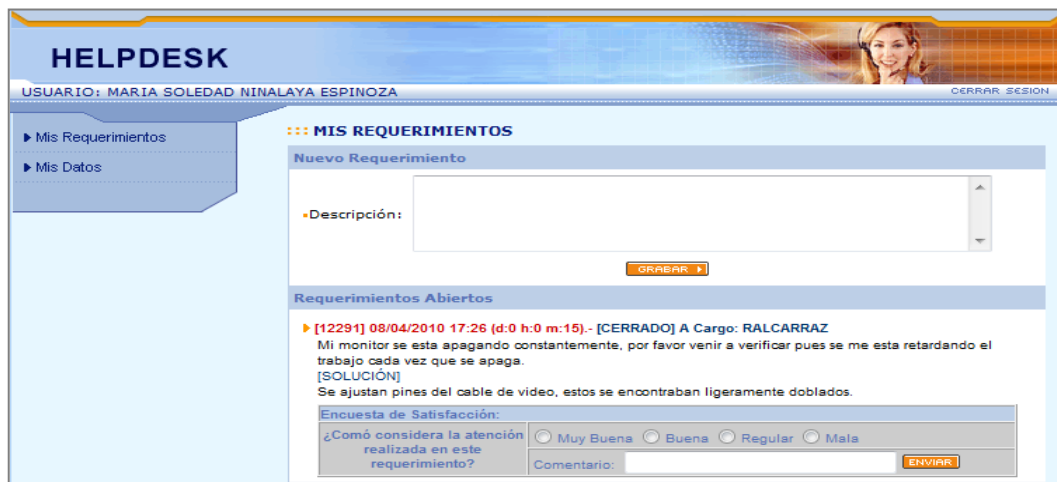 HELPDESK
USUARIO: MARIA SOLEDAD NINALAYA ESPINOZA
CERRAR SESION
Mis Requerimientos
Mis Datos
::: MIS REQUERIMIENTOS
Nuevo Requerimiento
Descripción:
GRABAR
Requerimientos Abiertos
[12291] 08/04/2010 17:26 (d:0 h:0 m:15).- [CERRADO] A Cargo: RALCARRAZ
Mi monitor se esta apagando constantemente, por favor venir a verificar pues se me esta retardando el
trabajo cada vez que se apaga.
[SOLUCIÓN]
Se ajustan pines del cable de video, estos se encontraban ligeramente doblados.
Encuesta de Satisfacción:
¿Comó considera la atención
realizada en este
requerimiento?
Muy Buena Buena Regular Mala
Comentario:
ENVIAR